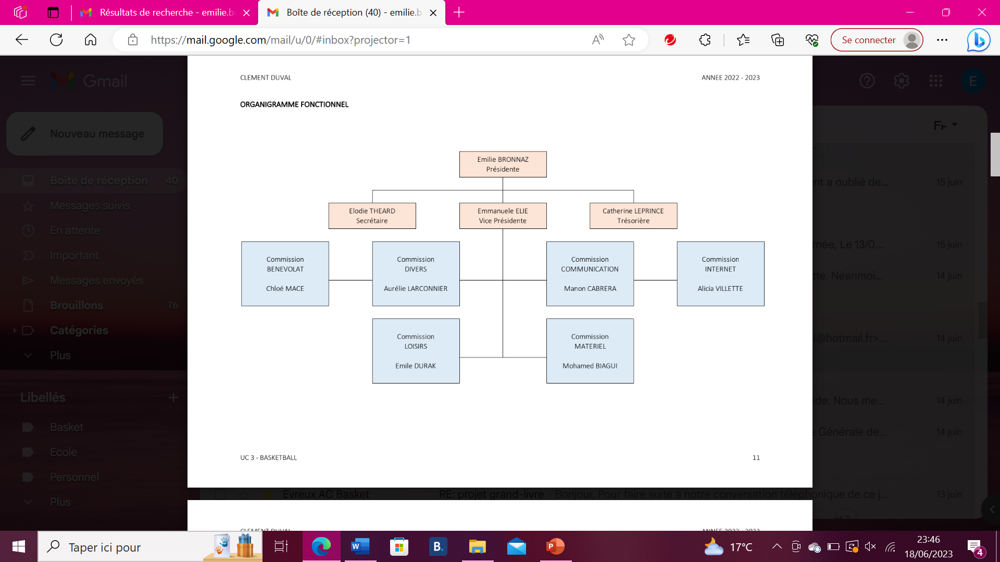 Résultats de recherche - emilie.b
Boîte de réception (40) - emilie.b
https://mail.google.com/mail/u/0/#inbox?projector=1
Se connecter
Gmail
E
Nouveau message
Boîte de réception 40
Messages suivis
En attente
Important
Messages envoyés
Brouillons 76
Catégories
Plus
Libellés
Basket
Ecole
Personnel
Plus
CLEMENT DUVAL
ANNEE 2022 - 2023
ORGANIGRAMME FONCTIONNEL
Emilie BRONNAZ
Présidente
Elodie THEARD
Secrétaire
Emmanuele ELIE
Vice Présidente
Catherine LEPRINCE
Trésorière
Commission
BENEVOLAT
Chloé MACE
Commission
DIVERS
Aurélie LARCONNIER
Commission
COMMUNICATION
Manon CABRERA
Commission
INTERNET
Alicia VILLETTE
Commission
LOISIRS
Emile DURAK
Commission
MATERIEL
Mohamed BIAGUI
UC 3 - BASKETBALL
11
a oublié de... 15 juin
Le 13/0... 15 juin
Néanmoi... 14 juin
@hotmail.fr>... 14 juin
Nous me... 14 juin
Générale de... 14 juin
Evreux AC Basket RE: projet grand-livre - Bonjour, Pour faire suite à notre conversation téléphonique de ce j... 13 juin
CLEMENT DUVAL
ANNEE 2022 - 2023
Taper ici pour
W
B.
P
17°C
23:46
18/06/2023
4